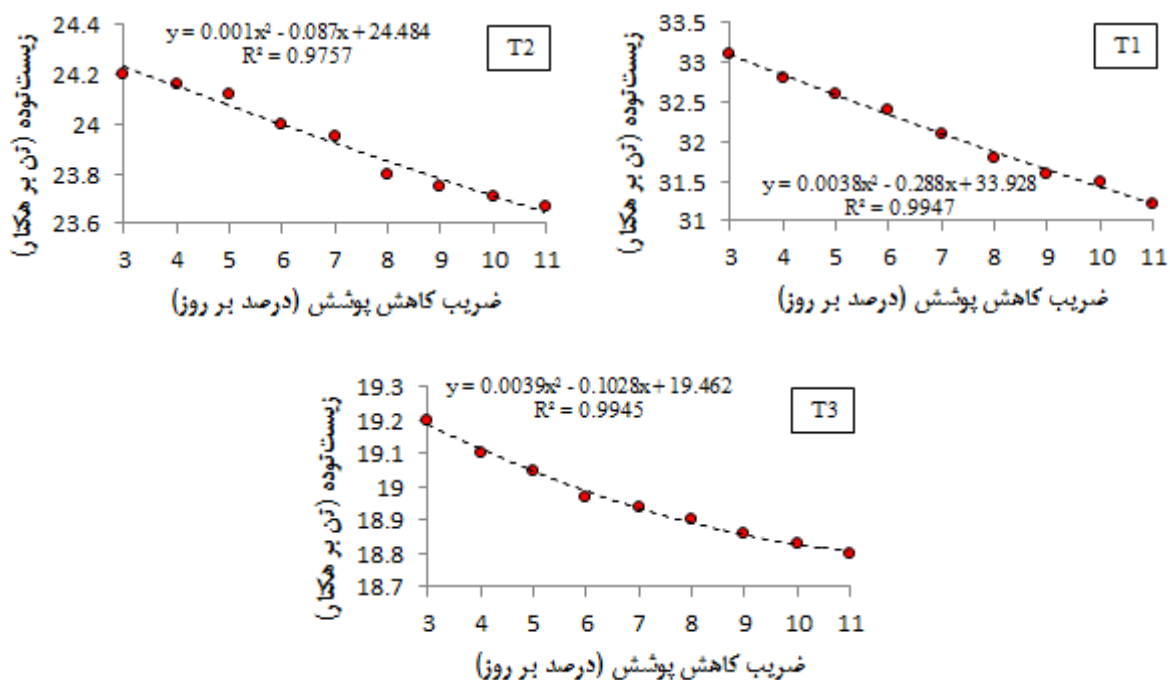 T2
y = 0.001x² - 0.087x + 24.484
R² = 0.9757
زیست‌توده (تن بر هکتار)
24.4
24.2
24
23.8
23.6
3 4 5 6 7 8 9 10 11
ضریب کاهش پوشش (درصد بر روز)
T1
y = 0.0038x² - 0.288x + 33.928
R² = 0.9947
زیست‌توده (تن بر هکتار)
33.5
33
32.5
32
31.5
31
3 4 5 6 7 8 9 10 11
ضریب کاهش پوشش (درصد بر روز)
T3
y = 0.0039x² - 0.1028x + 19.462
R² = 0.9945
زیست‌توده (تن بر هکتار)
19.3
19.2
19.1
19
18.9
18.8
18.7
3 4 5 6 7 8 9 10 11
ضریب کاهش پوشش (درصد بر روز)